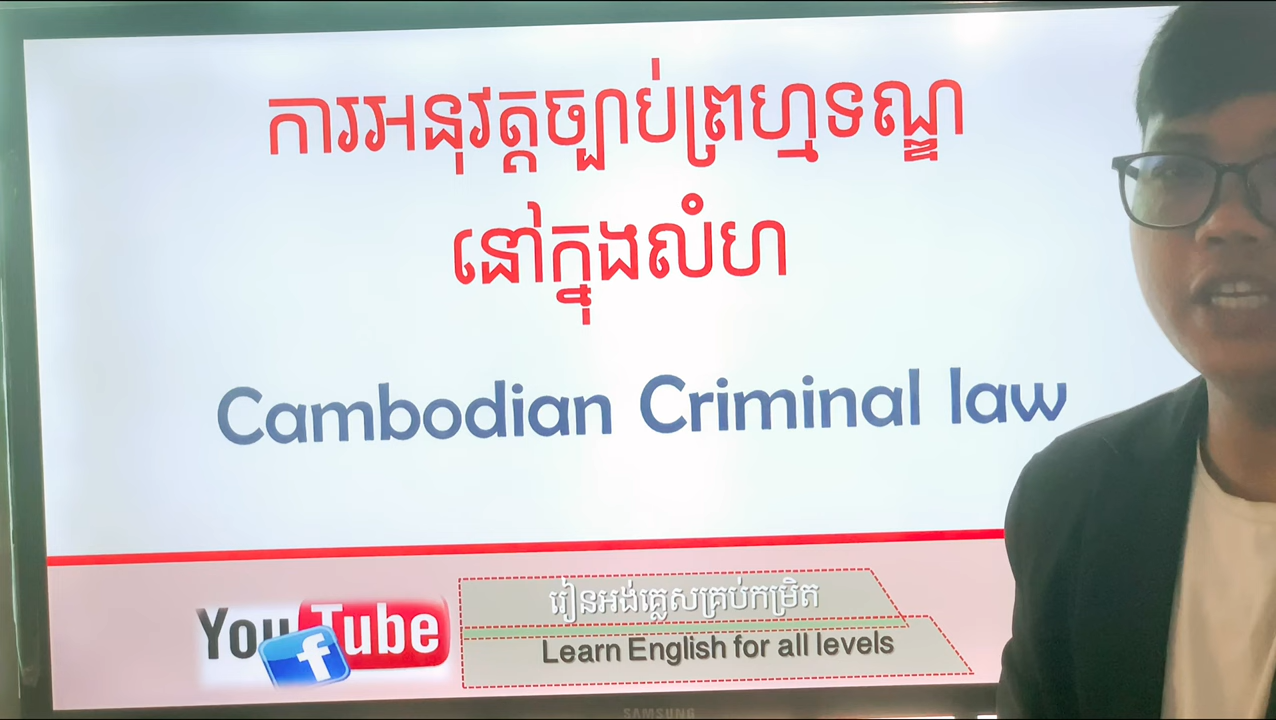 ការអនុវត្តច្បាប់ព្រហ្មទណ្ឌ
នៅក្នុងលំហ
Cambodian Criminal law
YouTube
f
រៀនអង់គ្លេសគ្រប់កម្រិត
Learn English for all levels
SAMSUNG